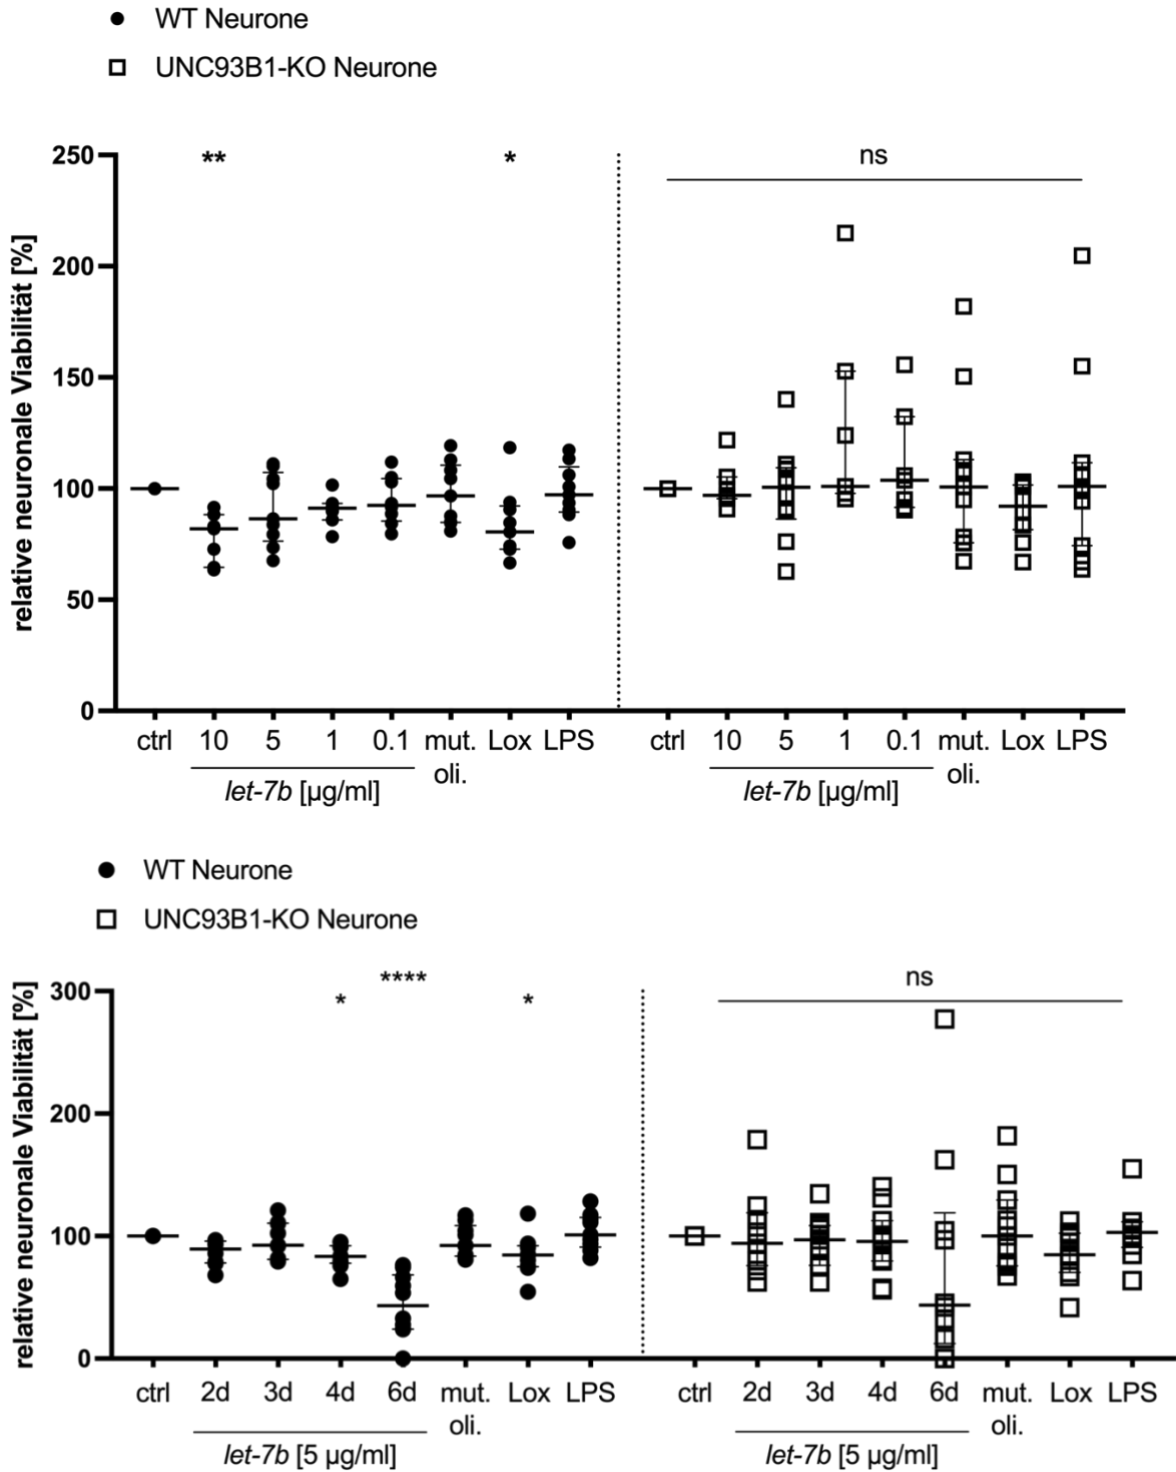 WT Neurone
UNC93B1-KO Neurone
relative neuronale Viabilität [%]
250
200
150
100
50
0
** * ns
ctrl 10 5 1 0.1 mut. Lox LPS ctrl 10 5 1 0.1 mut. Lox LPS
oli. oli.
let-7b [µg/ml] let-7b [µg/ml]
WT Neurone
UNC93B1-KO Neurone
relative neuronale Viabilität [%]
300
200
100
0
* **** * ns
ctrl 2d 3d 4d 6d mut. Lox LPS ctrl 2d 3d 4d 6d mut. Lox LPS
oli. oli.
let-7b [5 µg/ml] let-7b [5 µg/ml]